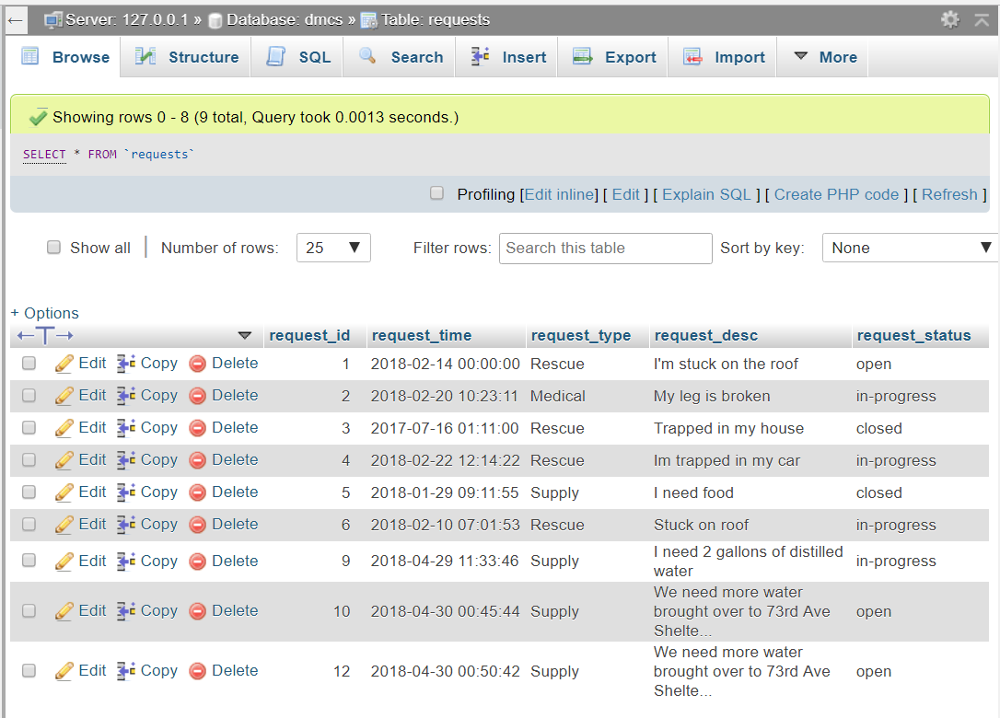 ← Server: 127.0.0.1 » Database: dmcs » Table: requests
Browse Structure SQL Search Insert Export Import More
Showing rows 0 - 8 (9 total, Query took 0.0013 seconds.)
SELECT * FROM `requests`
Profiling [Edit inline] [ Edit ] [ Explain SQL ] [ Create PHP code ] [ Refresh ]
Show all | Number of rows: 25 Filter rows: Search this table Sort by key: None
+ Options
←T→ request_id request_time request_type request_desc request_status
Edit Copy Delete 1 2018-02-14 00:00:00 Rescue I'm stuck on the roof open
Edit Copy Delete 2 2018-02-20 10:23:11 Medical My leg is broken in-progress
Edit Copy Delete 3 2017-07-16 01:11:00 Rescue Trapped in my house closed
Edit Copy Delete 4 2018-02-22 12:14:22 Rescue Im trapped in my car in-progress
Edit Copy Delete 5 2018-01-29 09:11:55 Supply I need food closed
Edit Copy Delete 6 2018-02-10 07:01:53 Rescue Stuck on roof in-progress
Edit Copy Delete 9 2018-04-29 11:33:46 Supply I need 2 gallons of distilled
water in-progress
Edit Copy Delete 10 2018-04-30 00:45:44 Supply We need more water
brought over to 73rd Ave
Shelte... open
Edit Copy Delete 12 2018-04-30 00:50:42 Supply We need more water
brought over to 73rd Ave
Shelte... open